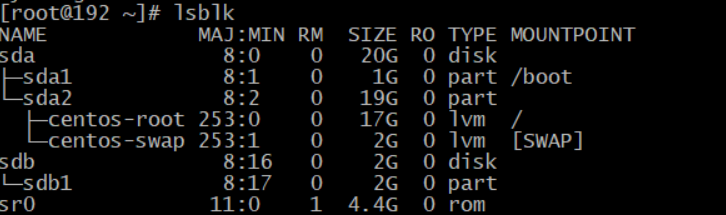 [root@192 ~]# lsblk
NAME            MAJ:MIN RM  SIZE RO TYPE MOUNTPOINT
sda               8:0    0   20G  0 disk
├─sda1            8:1    0    1G  0 part /boot
└─sda2            8:2    0   19G  0 part
  ├─centos-root 253:0    0   17G  0 lvm  /
  └─centos-swap 253:1    0    2G  0 lvm  [SWAP]
sdb               8:16   0    2G  0 disk
└─sdb1            8:17   0    2G  0 part
sr0              11:0    1  4.4G  0 rom